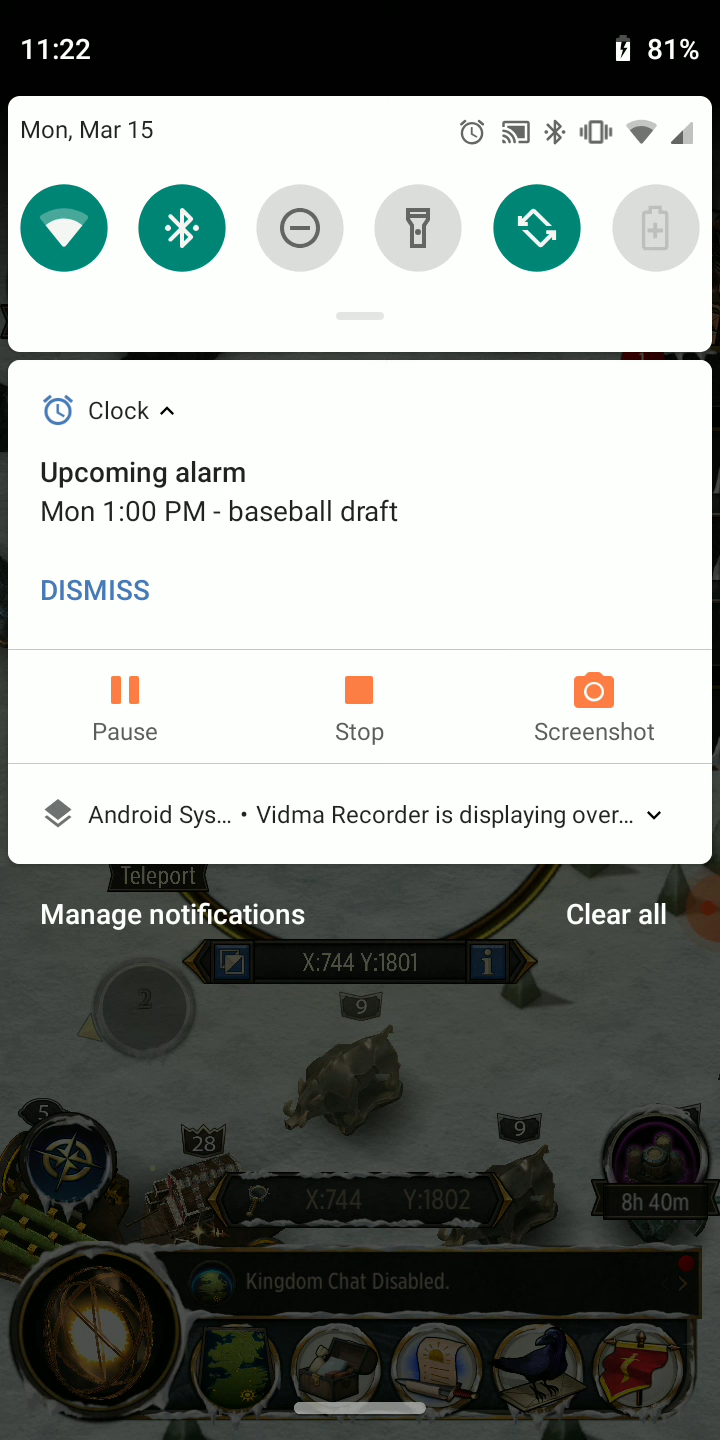 11:22
81%
Mon, Mar 15
Clock
Upcoming alarm
Mon 1:00 PM - baseball draft
DISMISS
Pause
Stop
Screenshot
Android Sys… • Vidma Recorder is displaying over…
Teleport
Manage notifications
Clear all
X:744 Y:1801
2
9
5
28
9
X:744 Y:1802
8h 40m
Kingdom Chat Disabled.